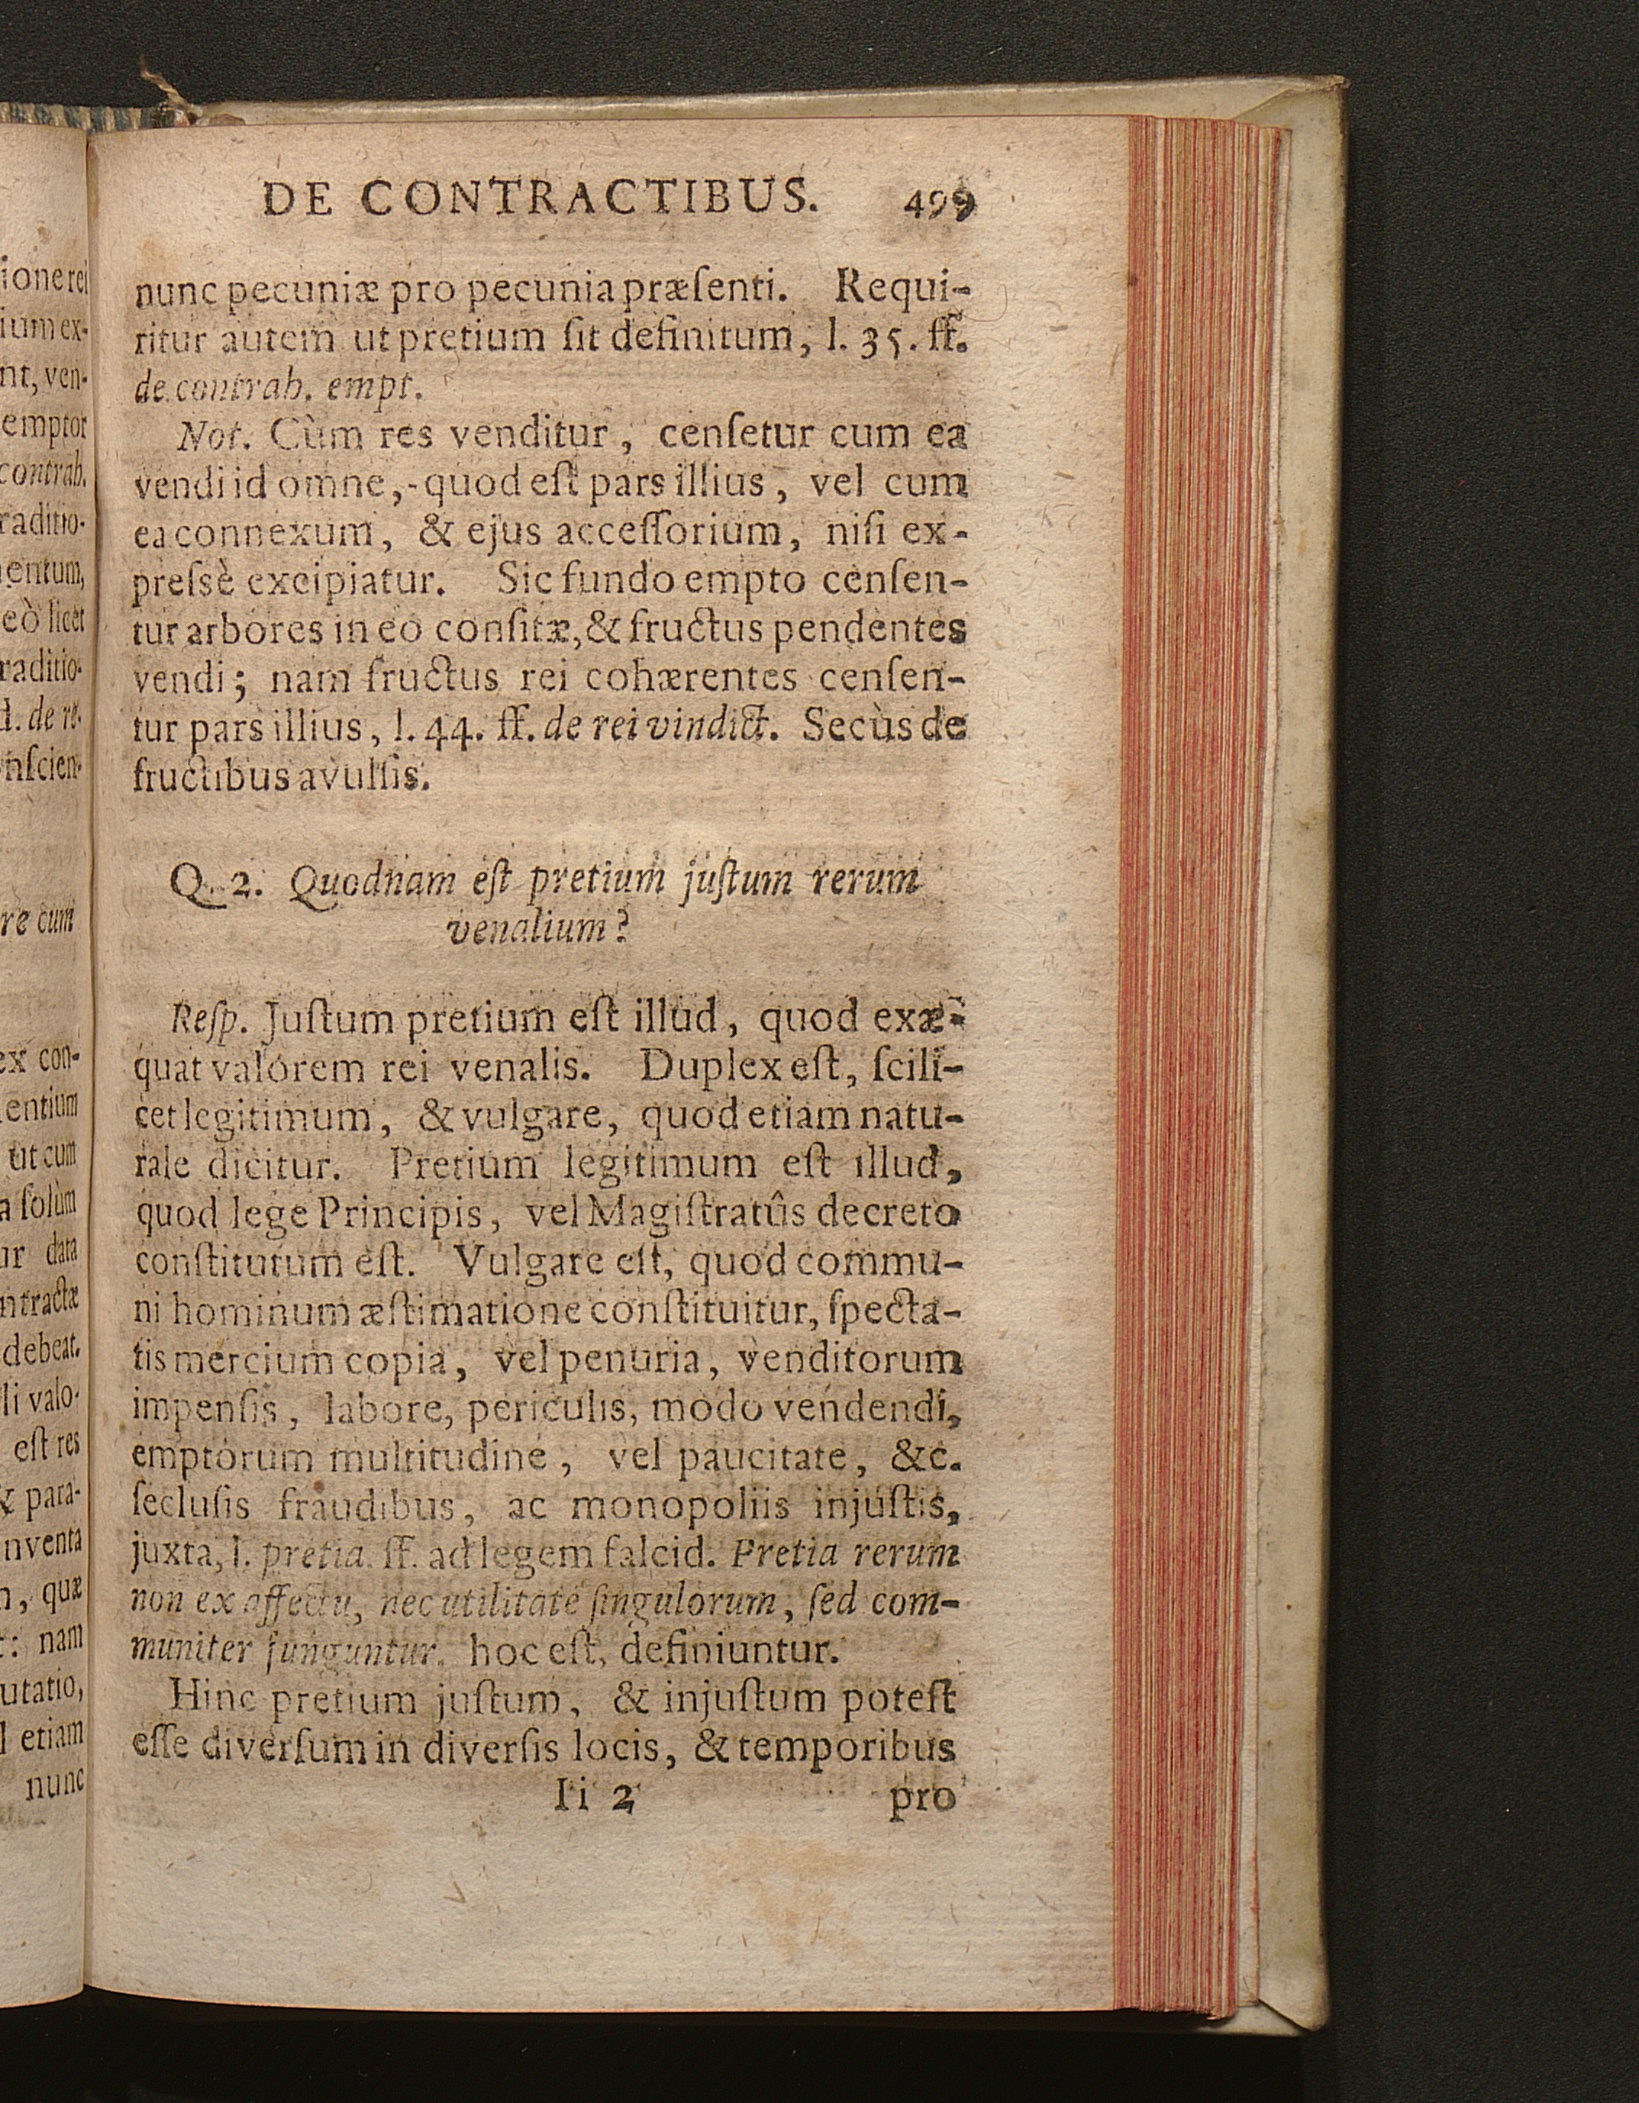 DE CONTRACTIBUS. 499
nunc pecuniæ pro pecunia præſenti. Requi-
ritur autem ut pretium ſit definitum, l. 35. ff.
de contrah. empt.
Not. Cùm res venditur, cenſetur cum ea
vendi id omne,-quod eſt pars illius, vel cum
ea connexum, & ejus acceſſorium, niſi ex-
preſsè excipiatur. Sic fundo empto cenſen-
tur arbores in eo conſitæ, & fructus pendentes
vendi; nam fructus rei cohærentes cenſen-
tur pars illius, l. 44. ff. de rei vindict. Secùs de
fructibus avulſis.
Q. 2. Quodnam eſt pretium juſtum rerum
venalium?
Reſp. Juſtum pretium eſt illud, quod exæ-
quat valorem rei venalis. Duplex eſt, ſcili-
cet legitimum, & vulgare, quod etiam natu-
rale dicitur. Pretium legitimum eſt illud,
quod lege Principis, vel Magiſtratûs decreto
conſtitutum eſt. Vulgare eſt, quod commu-
ni hominum æſtimatione conſtituitur, ſpecta-
tis mercium copia, vel penuria, venditorum
impenſis, labore, periculis, modo vendendi,
emptorum multitudine, vel paucitate, &c.
ſecluſis fraudibus, ac monopoliis injuſtis,
juxta, l. pretia ff. ad legem falcid. Pretia rerum
non ex affectu, nec utilitate ſingulorum, ſed com-
muniter funguntur. hoc eſt, definiuntur.
Hinc pretium juſtum, & injuſtum poteſt
eſſe diverſum in diverſis locis, & temporibus
Ii 2 pro